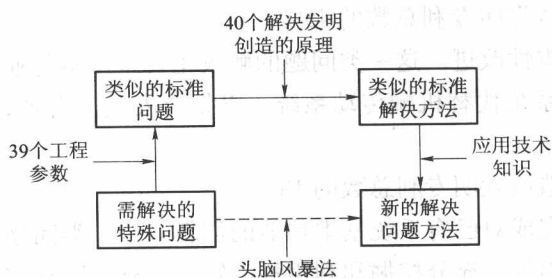 40个解决发明
创造的原理
类似的标准
问题
类似的标准
解决方法
39个工程
参数
应用技术
知识
需解决的
特殊问题
新的解决
问题方法
头脑风暴法